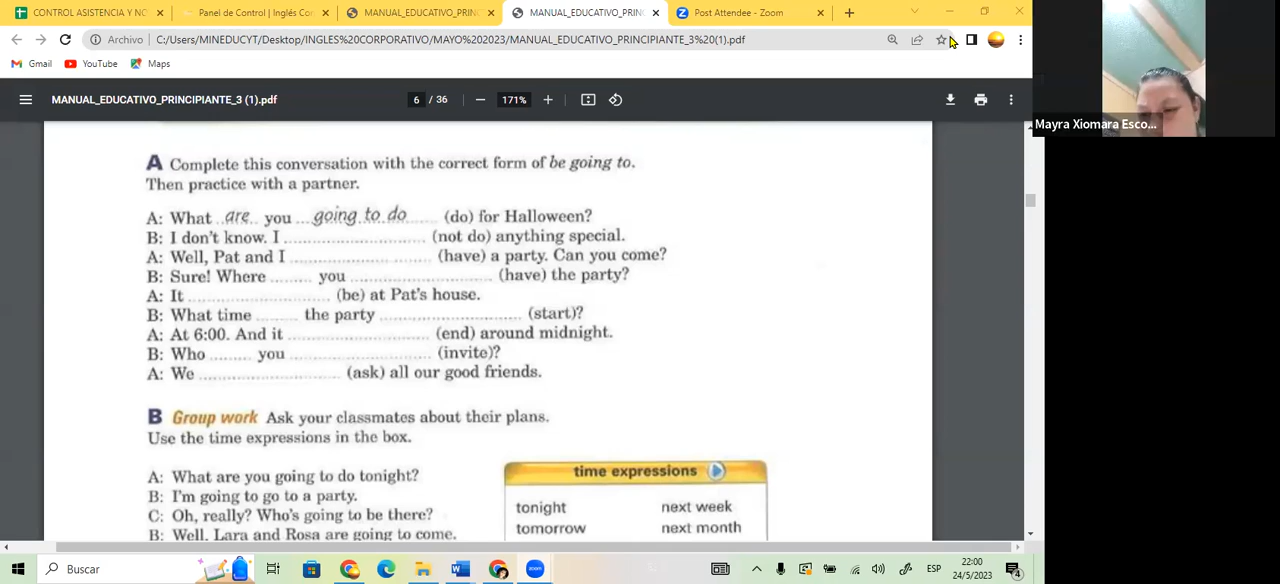 CONTROL ASISTENCIA Y NO
Panel de Control | Inglés Co
MANUAL_EDUCATIVO_PRIN
MANUAL_EDUCATIVO_PRIN
Post Attendee - Zoom
Archivo | C:/Users/MINEDUCYT/Desktop/INGLES%20CORPORATIVO/MAYO%202023/MANUAL_EDUCATIVO_PRINCIPIANTE_3%20(1).pdf
Gmail YouTube Maps
MANUAL_EDUCATIVO_PRINCIPIANTE_3 (1).pdf 6 / 36 171%
Mayra Xiomara Esco...
A Complete this conversation with the correct form of be going to.
Then practice with a partner.
A: What are you going to do (do) for Halloween?
B: I don't know. I .............................. (not do) anything special.
A: Well, Pat and I .............................. (have) a party. Can you come?
B: Sure! Where ........ you .............................. (have) the party?
A: It .............................. (be) at Pat's house.
B: What time ........ the party .............................. (start)?
A: At 6:00. And it .............................. (end) around midnight.
B: Who ........ you .............................. (invite)?
A: We .............................. (ask) all our good friends.
B Group work Ask your classmates about their plans.
Use the time expressions in the box.
A: What are you going to do tonight?
B: I'm going to go to a party.
C: Oh, really? Who's going to be there?
B: Well, Lara and Rosa are going to come.
time expressions
tonight next week
tomorrow next month
Buscar
ESP
22:00
24/5/2023
4